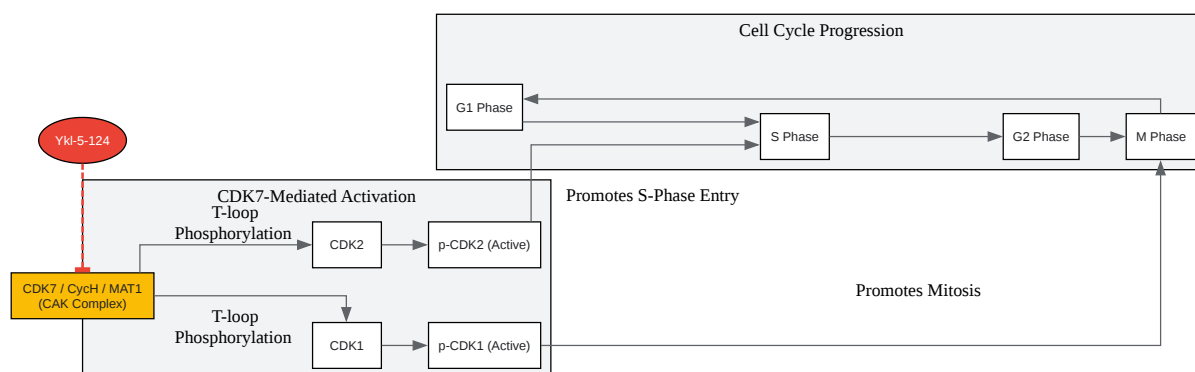 Cell Cycle Progression
G1 Phase
S Phase
G2 Phase
M Phase
Ykl-5-124
CDK7-Mediated Activation
Promotes S-Phase Entry
T-loop
Phosphorylation
CDK2
p-CDK2 (Active)
CDK7 / CycH / MAT1
(CAK Complex)
Promotes Mitosis
T-loop
Phosphorylation
CDK1
p-CDK1 (Active)